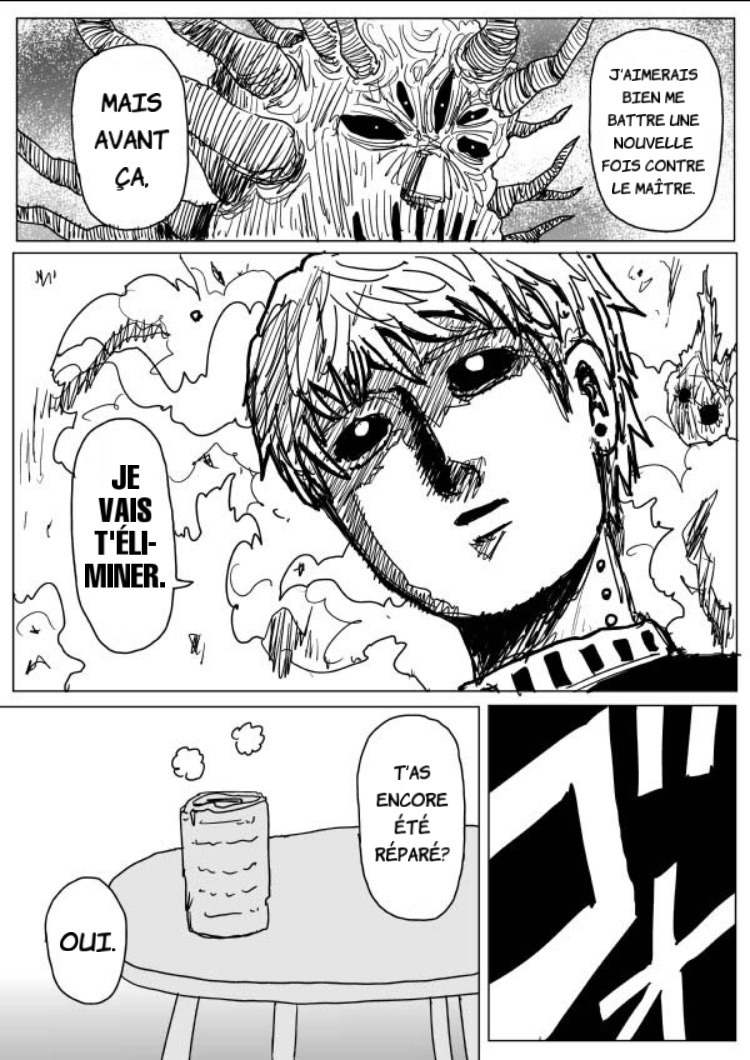 J'AIMERAIS
BIEN ME
BATTRE UNE
NOUVELLE
FOIS CONTRE
LE MAÎTRE.
MAIS
AVANT
ÇA,
JE
VAIS
T'ÉLI-
MINER.
T'AS
ENCORE
ÉTÉ
RÉPARÉ?
OUI.